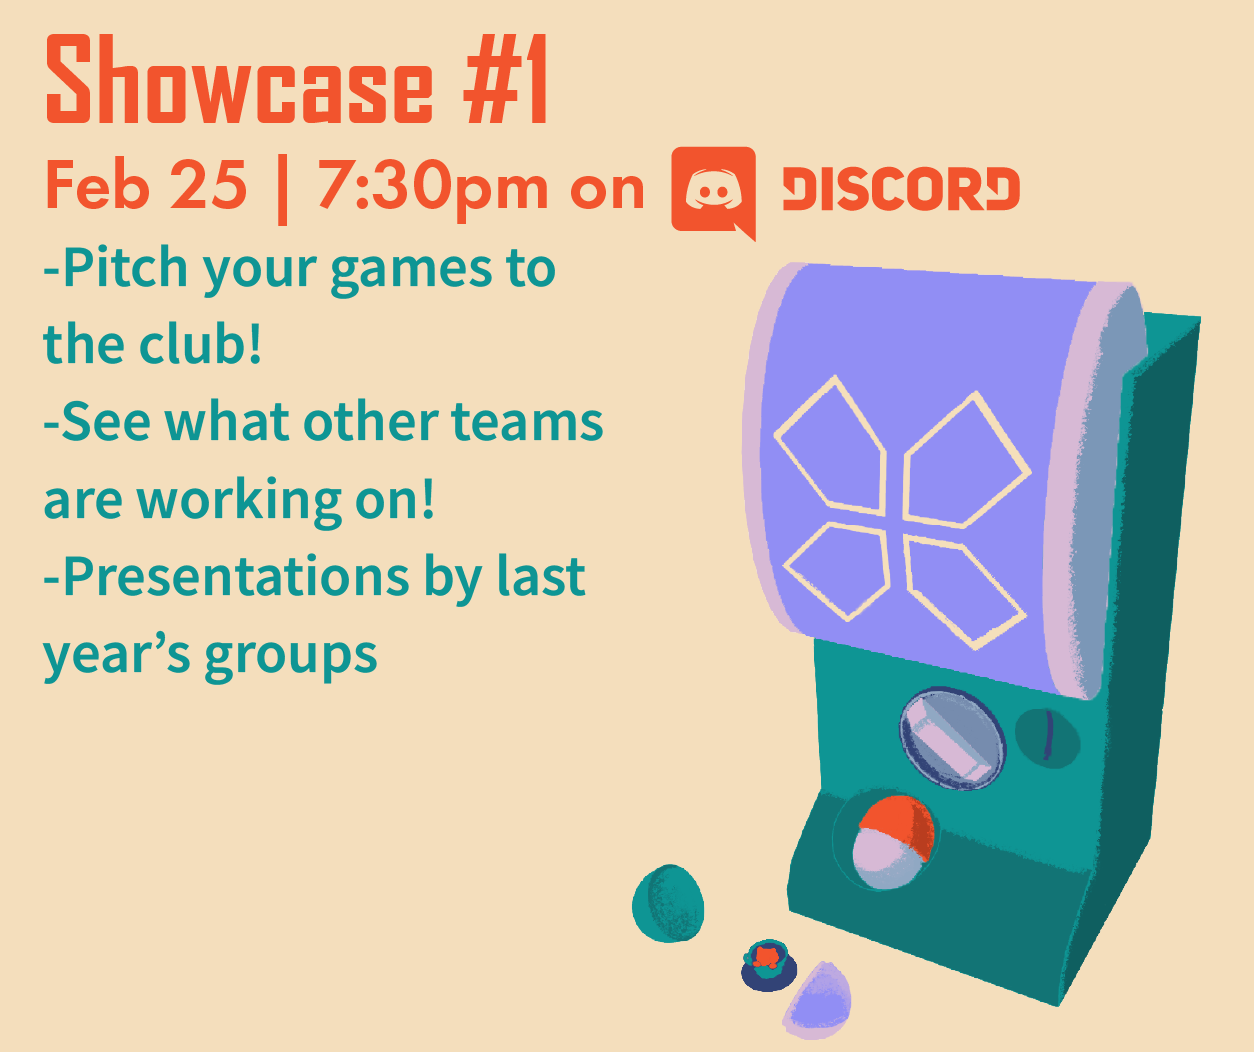 Showcase #1
Feb 25 | 7:30pm on DISCORD
-Pitch your games to
the club!
-See what other teams
are working on!
-Presentations by last
year’s groups